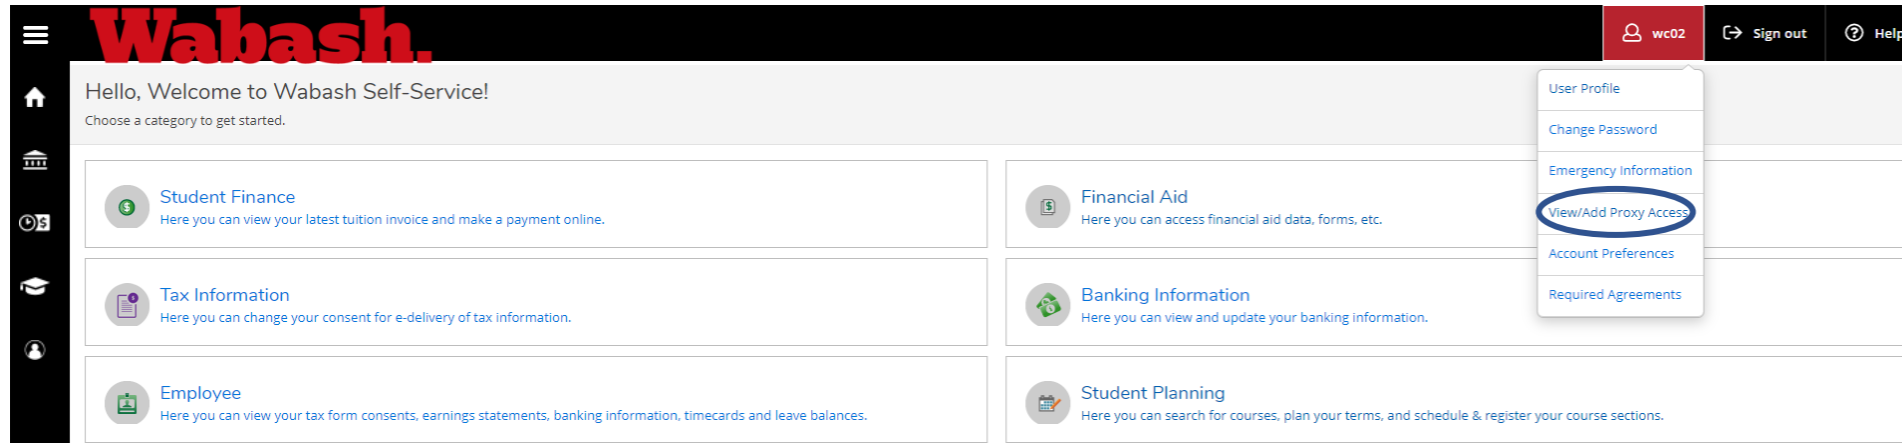 Wabash.
wc02
Sign out
Help
Hello, Welcome to Wabash Self-Service!
Choose a category to get started.
User Profile
Change Password
Emergency Information
View/Add Proxy Access
Account Preferences
Required Agreements
Student Finance
Here you can view your latest tuition invoice and make a payment online.
Financial Aid
Here you can access financial aid data, forms, etc.
Tax Information
Here you can change your consent for e-delivery of tax information.
Banking Information
Here you can view and update your banking information.
Employee
Here you can view your tax form consents, earnings statements, banking information, timecards and leave balances.
Student Planning
Here you can search for courses, plan your terms, and schedule & register your course sections.